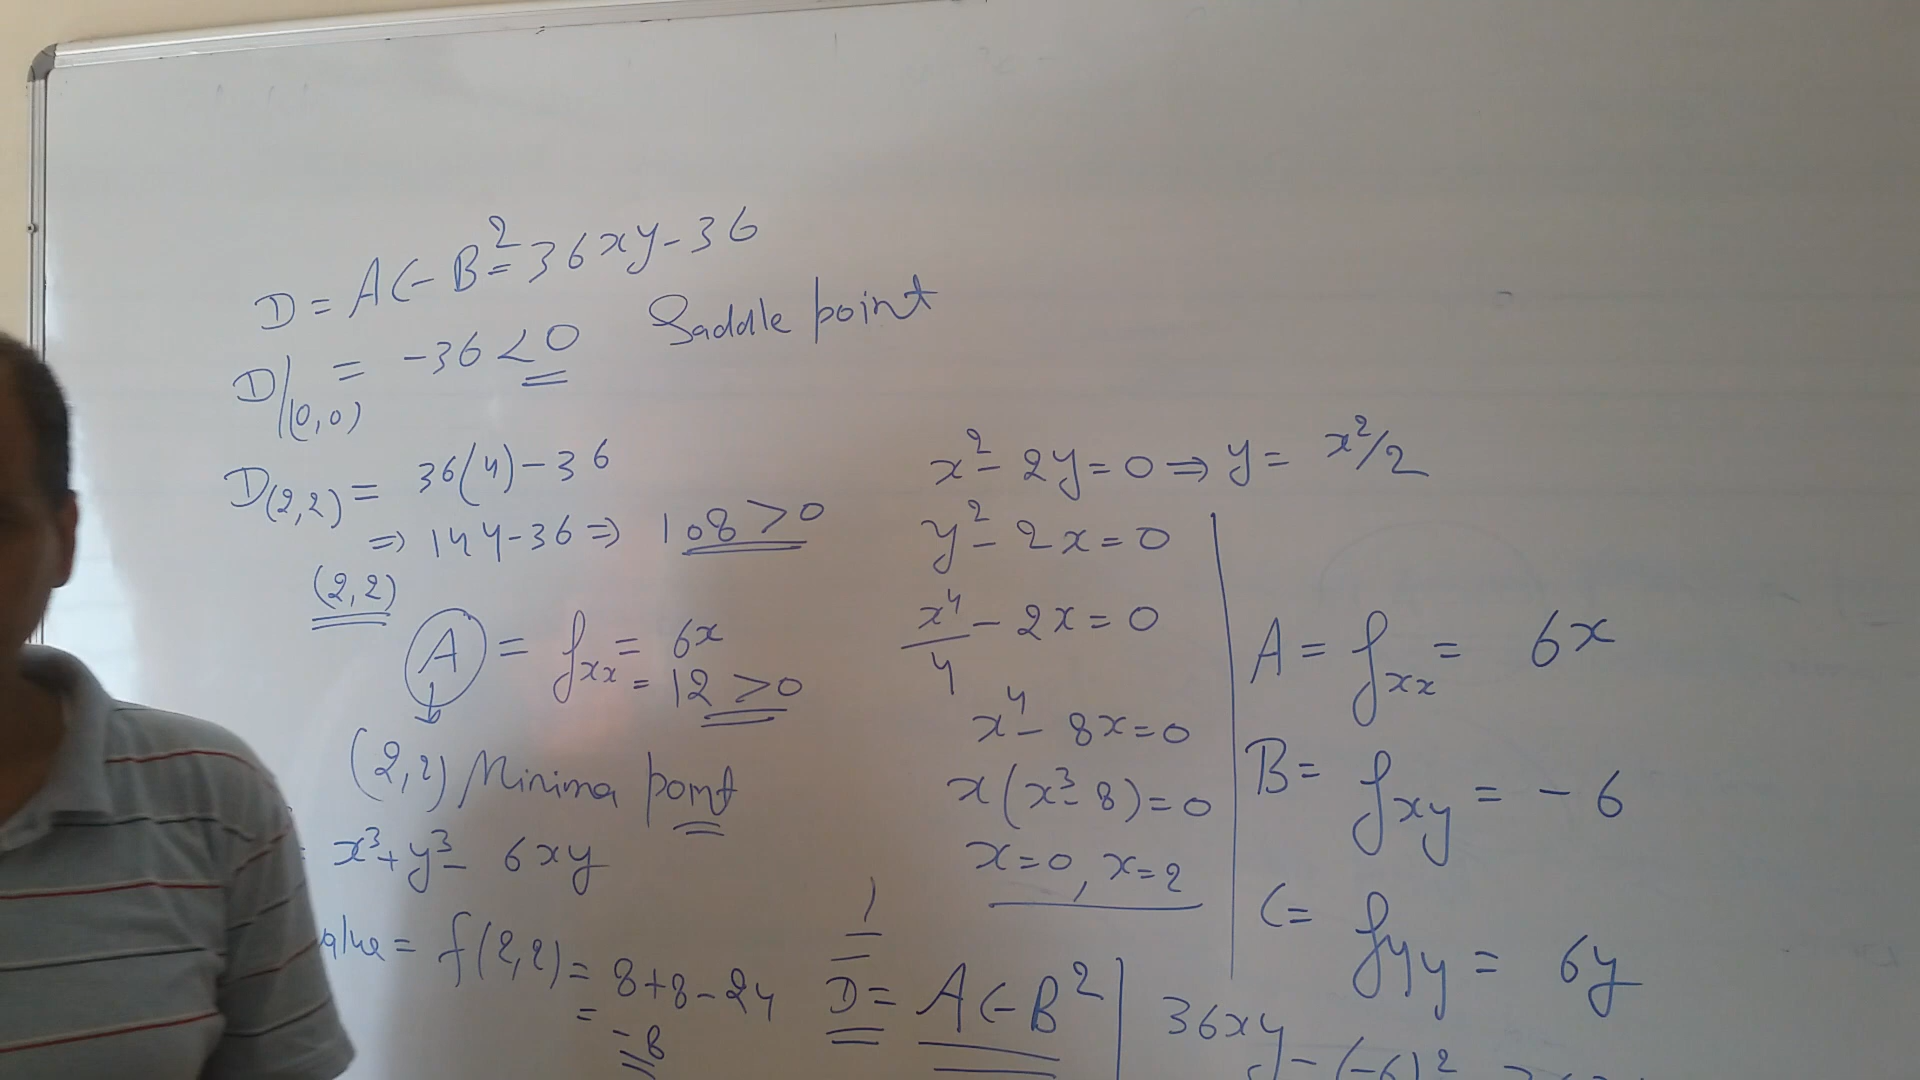 D = AC - B² = 36xy - 36
D|(0,0) = -36 < 0 Saddle point
D(2,2) = 36(4) - 36
⇒ 144 - 36 ⇒ 108 > 0
(2,2)
A = fxx = 6x
= 12 > 0
(2,2) Minima point
x³ + y³ - 6xy
= f(2,2) = 8 + 8 - 24
= -8
x² - 2y = 0 ⇒ y = x²/2
y² - 2x = 0
x⁴/4 - 2x = 0
x⁴ - 8x = 0
x(x³ - 8) = 0
x = 0, x = 2
D = AC - B²
A = fxx = 6x
B = fxy = -6
C = fyy = 6y
36xy - (-6)²